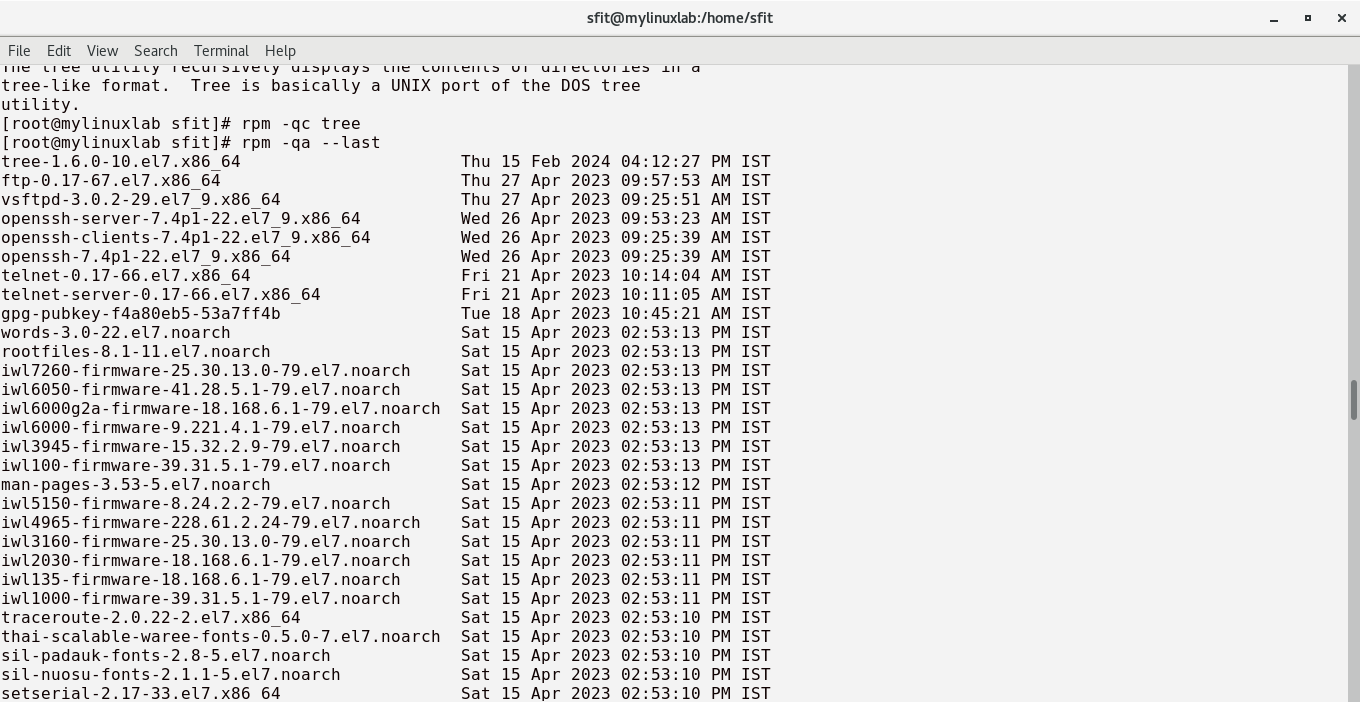 sfit@mylinuxlab:/home/sfit
File Edit View Search Terminal Help
The tree utility recursively displays the contents of directories in a
tree-like format.  Tree is basically a UNIX port of the DOS tree
utility.
[root@mylinuxlab sfit]# rpm -qc tree
[root@mylinuxlab sfit]# rpm -qa --last
tree-1.6.0-10.el7.x86_64                      Thu 15 Feb 2024 04:12:27 PM IST
ftp-0.17-67.el7.x86_64                        Thu 27 Apr 2023 09:57:53 AM IST
vsftpd-3.0.2-29.el7_9.x86_64                  Thu 27 Apr 2023 09:25:51 AM IST
openssh-server-7.4p1-22.el7_9.x86_64          Wed 26 Apr 2023 09:53:23 AM IST
openssh-clients-7.4p1-22.el7_9.x86_64         Wed 26 Apr 2023 09:25:39 AM IST
openssh-7.4p1-22.el7_9.x86_64                 Wed 26 Apr 2023 09:25:39 AM IST
telnet-0.17-66.el7.x86_64                     Fri 21 Apr 2023 10:14:04 AM IST
telnet-server-0.17-66.el7.x86_64              Fri 21 Apr 2023 10:11:05 AM IST
gpg-pubkey-f4a80eb5-53a7ff4b                  Tue 18 Apr 2023 10:45:21 AM IST
words-3.0-22.el7.noarch                       Sat 15 Apr 2023 02:53:13 PM IST
rootfiles-8.1-11.el7.noarch                   Sat 15 Apr 2023 02:53:13 PM IST
iwl7260-firmware-25.30.13.0-79.el7.noarch     Sat 15 Apr 2023 02:53:13 PM IST
iwl6050-firmware-41.28.5.1-79.el7.noarch      Sat 15 Apr 2023 02:53:13 PM IST
iwl6000g2a-firmware-18.168.6.1-79.el7.noarch  Sat 15 Apr 2023 02:53:13 PM IST
iwl6000-firmware-9.221.4.1-79.el7.noarch      Sat 15 Apr 2023 02:53:13 PM IST
iwl3945-firmware-15.32.2.9-79.el7.noarch      Sat 15 Apr 2023 02:53:13 PM IST
iwl100-firmware-39.31.5.1-79.el7.noarch       Sat 15 Apr 2023 02:53:13 PM IST
man-pages-3.53-5.el7.noarch                   Sat 15 Apr 2023 02:53:12 PM IST
iwl5150-firmware-8.24.2.2-79.el7.noarch       Sat 15 Apr 2023 02:53:11 PM IST
iwl4965-firmware-228.61.2.24-79.el7.noarch    Sat 15 Apr 2023 02:53:11 PM IST
iwl3160-firmware-25.30.13.0-79.el7.noarch     Sat 15 Apr 2023 02:53:11 PM IST
iwl2030-firmware-18.168.6.1-79.el7.noarch     Sat 15 Apr 2023 02:53:11 PM IST
iwl135-firmware-18.168.6.1-79.el7.noarch      Sat 15 Apr 2023 02:53:11 PM IST
iwl1000-firmware-39.31.5.1-79.el7.noarch      Sat 15 Apr 2023 02:53:11 PM IST
traceroute-2.0.22-2.el7.x86_64                Sat 15 Apr 2023 02:53:10 PM IST
thai-scalable-waree-fonts-0.5.0-7.el7.noarch  Sat 15 Apr 2023 02:53:10 PM IST
sil-padauk-fonts-2.8-5.el7.noarch             Sat 15 Apr 2023 02:53:10 PM IST
sil-nuosu-fonts-2.1.1-5.el7.noarch            Sat 15 Apr 2023 02:53:10 PM IST
setserial-2.17-33.el7.x86_64                  Sat 15 Apr 2023 02:53:10 PM IST